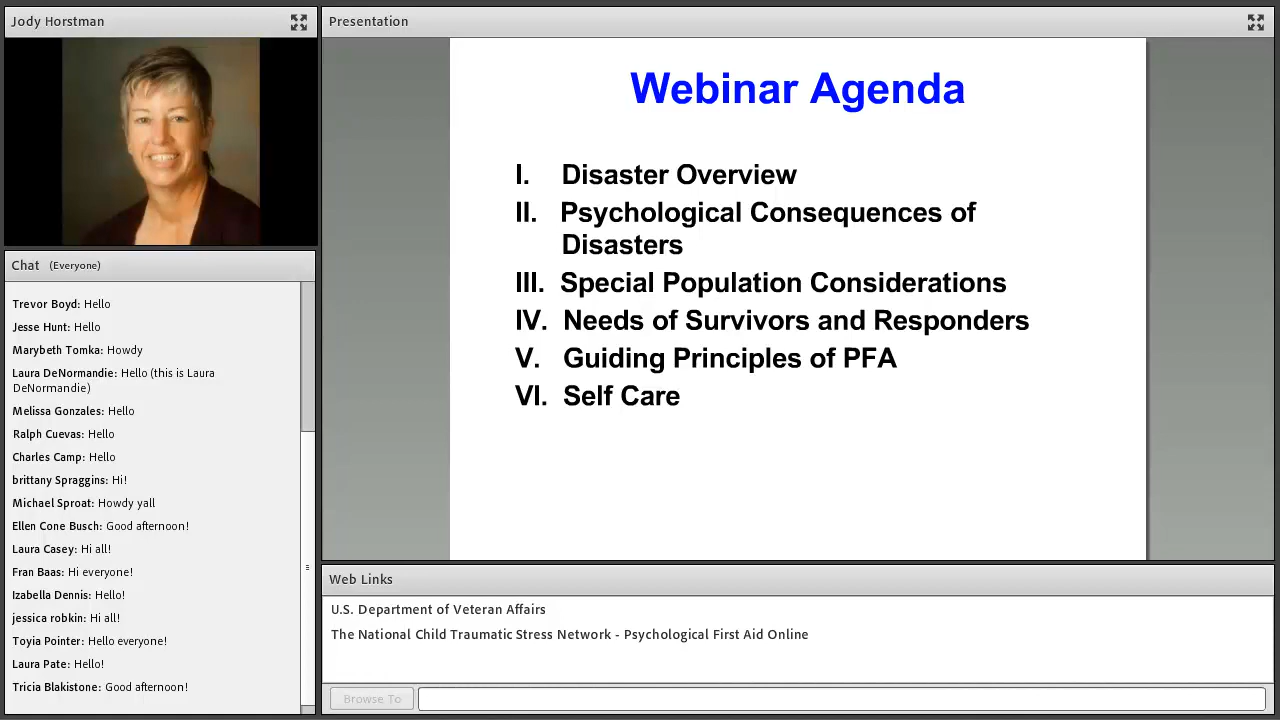 Jody Horstman
Chat (Everyone)
Trevor Boyd: Hello
Jesse Hunt: Hello
Marybeth Tomka: Howdy
Laura DeNormandie: Hello (this is Laura
DeNormandie)
Melissa Gonzales: Hello
Ralph Cuevas: Hello
Charles Camp: Hello
brittany Spraggins: Hi!
Michael Sproat: Howdy yall
Ellen Cone Busch: Good afternoon!
Laura Casey: Hi all!
Fran Baas: Hi everyone!
Izabella Dennis: Hello!
jessica robkin: Hi all!
Toyia Pointer: Hello everyone!
Laura Pate: Hello!
Tricia Blakistone: Good afternoon!
Presentation
Webinar Agenda
I. Disaster Overview
II. Psychological Consequences of
Disasters
III. Special Population Considerations
IV. Needs of Survivors and Responders
V. Guiding Principles of PFA
VI. Self Care
Web Links
U.S. Department of Veteran Affairs
The National Child Traumatic Stress Network - Psychological First Aid Online
Browse To